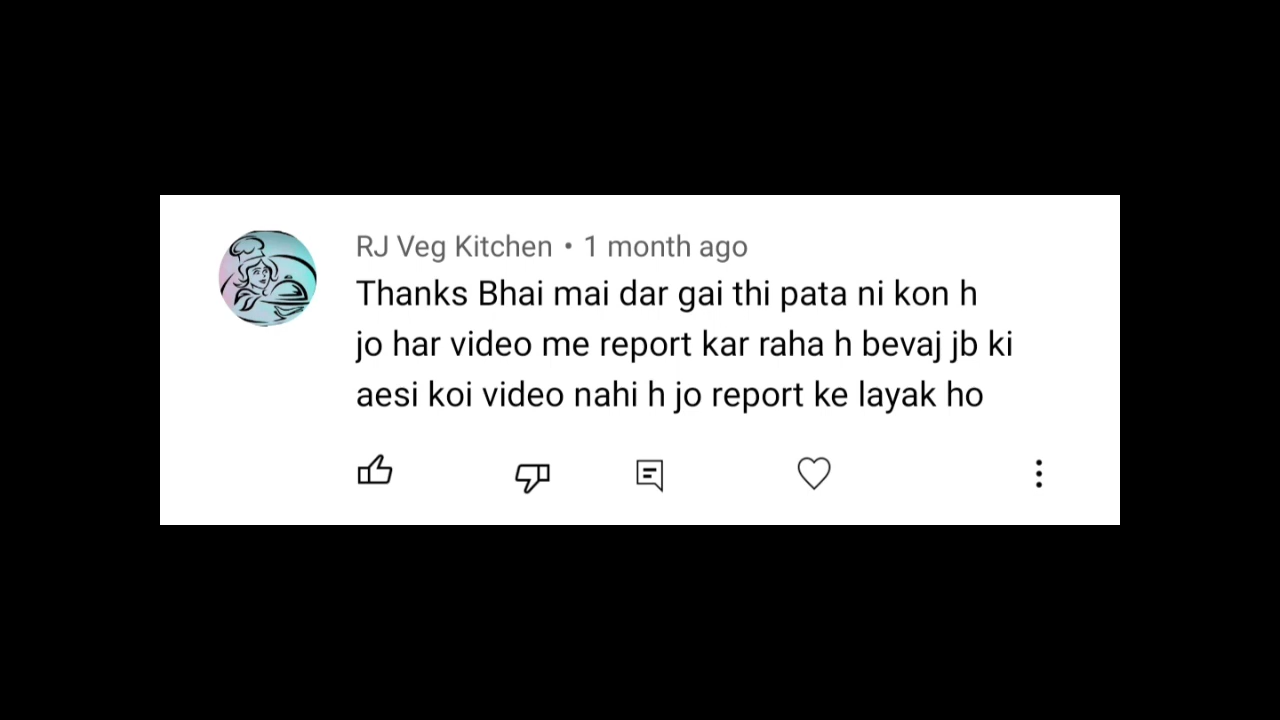 RJ Veg Kitchen • 1 month ago
Thanks Bhai mai dar gai thi pata ni kon h
jo har video me report kar raha h bevaj jb ki
aesi koi video nahi h jo report ke layak ho